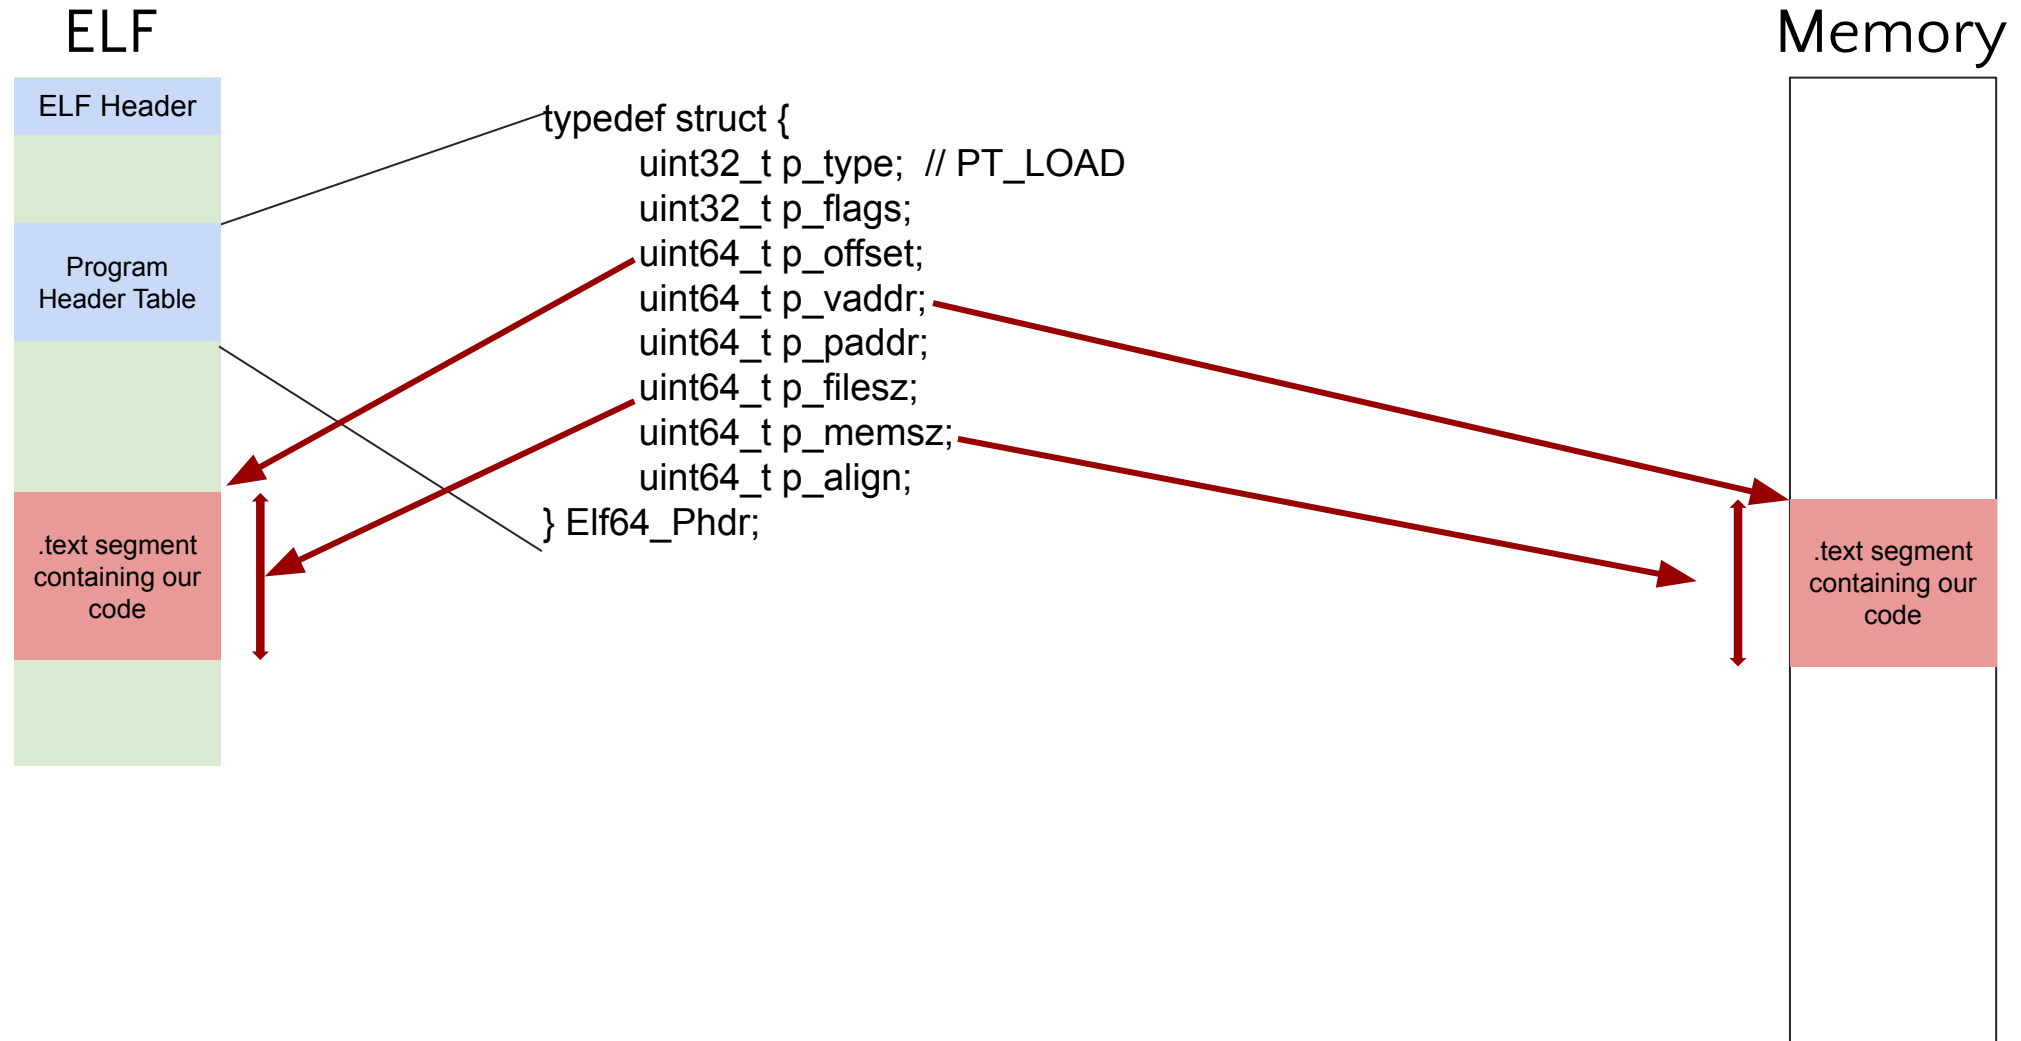 ELF
Memory
ELF Header
Program
Header Table
.text segment
containing our
code
typedef struct {
uint32_t p_type;  // PT_LOAD
uint32_t p_flags;
uint64_t p_offset;
uint64_t p_vaddr;
uint64_t p_paddr;
uint64_t p_filesz;
uint64_t p_memsz;
uint64_t p_align;
} Elf64_Phdr;
.text segment
containing our
code